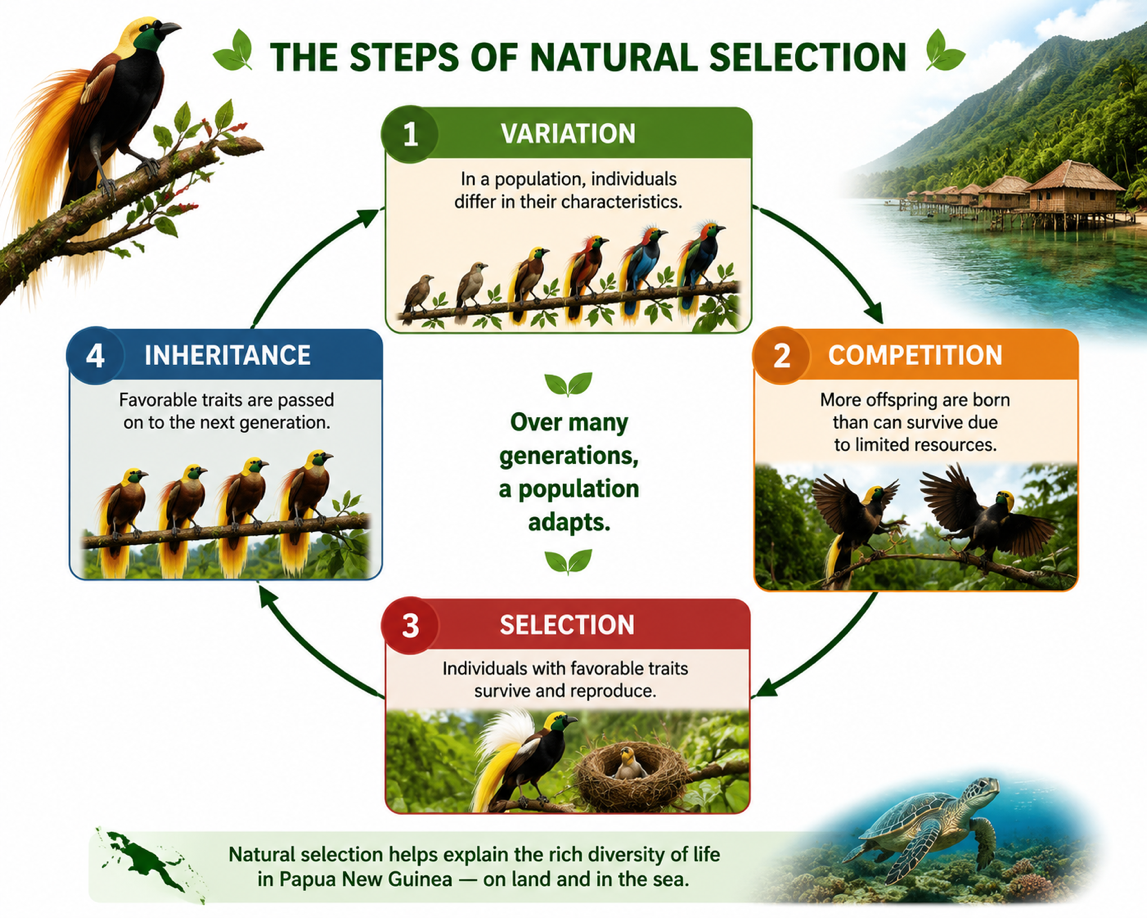 THE STEPS OF NATURAL SELECTION
1
VARIATION
In a population, individuals
differ in their characteristics.
2
COMPETITION
More offspring are born
than can survive due
to limited resources.
3
SELECTION
Individuals with favorable traits
survive and reproduce.
4
INHERITANCE
Favorable traits are passed
on to the next generation.
Over many
generations,
a population
adapts.
Natural selection helps explain the rich diversity of life
in Papua New Guinea — on land and in the sea.